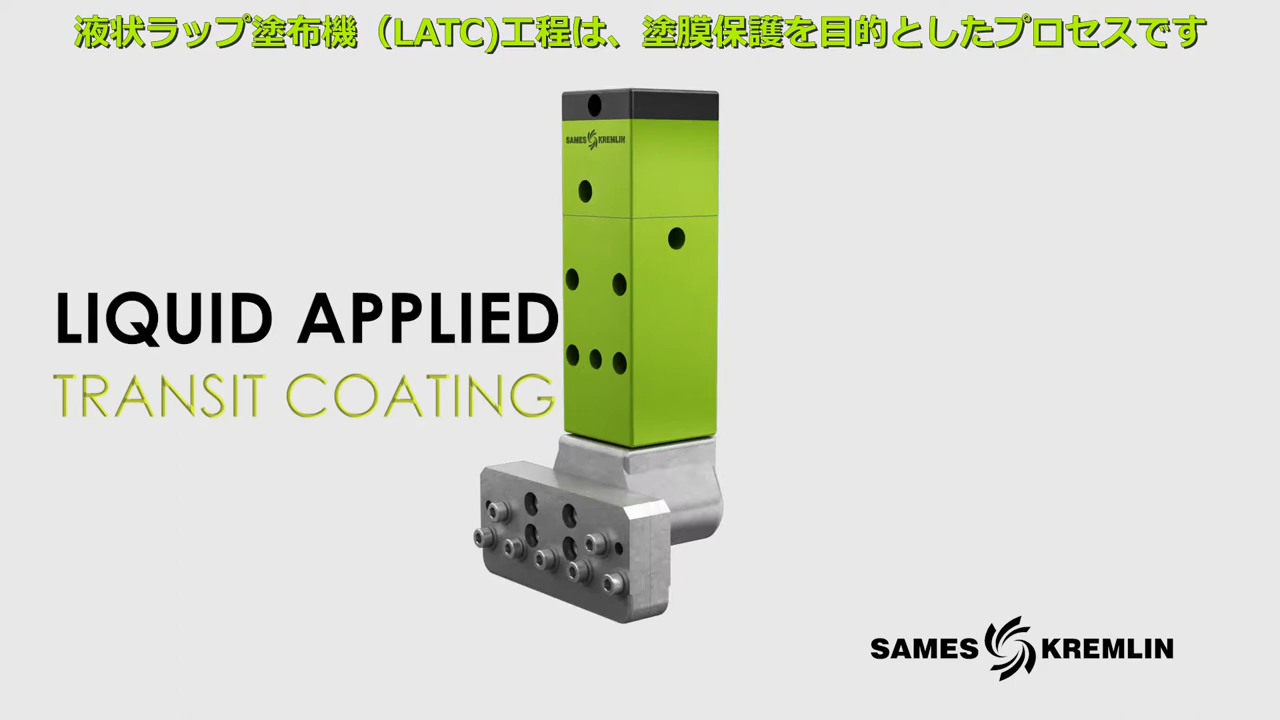 液状ラップ塗布機（LATC)工程は、塗膜保護を目的としたプロセスです
SAMES KREMLIN
LIQUID APPLIED
TRANSIT COATING
SAMES KREMLIN